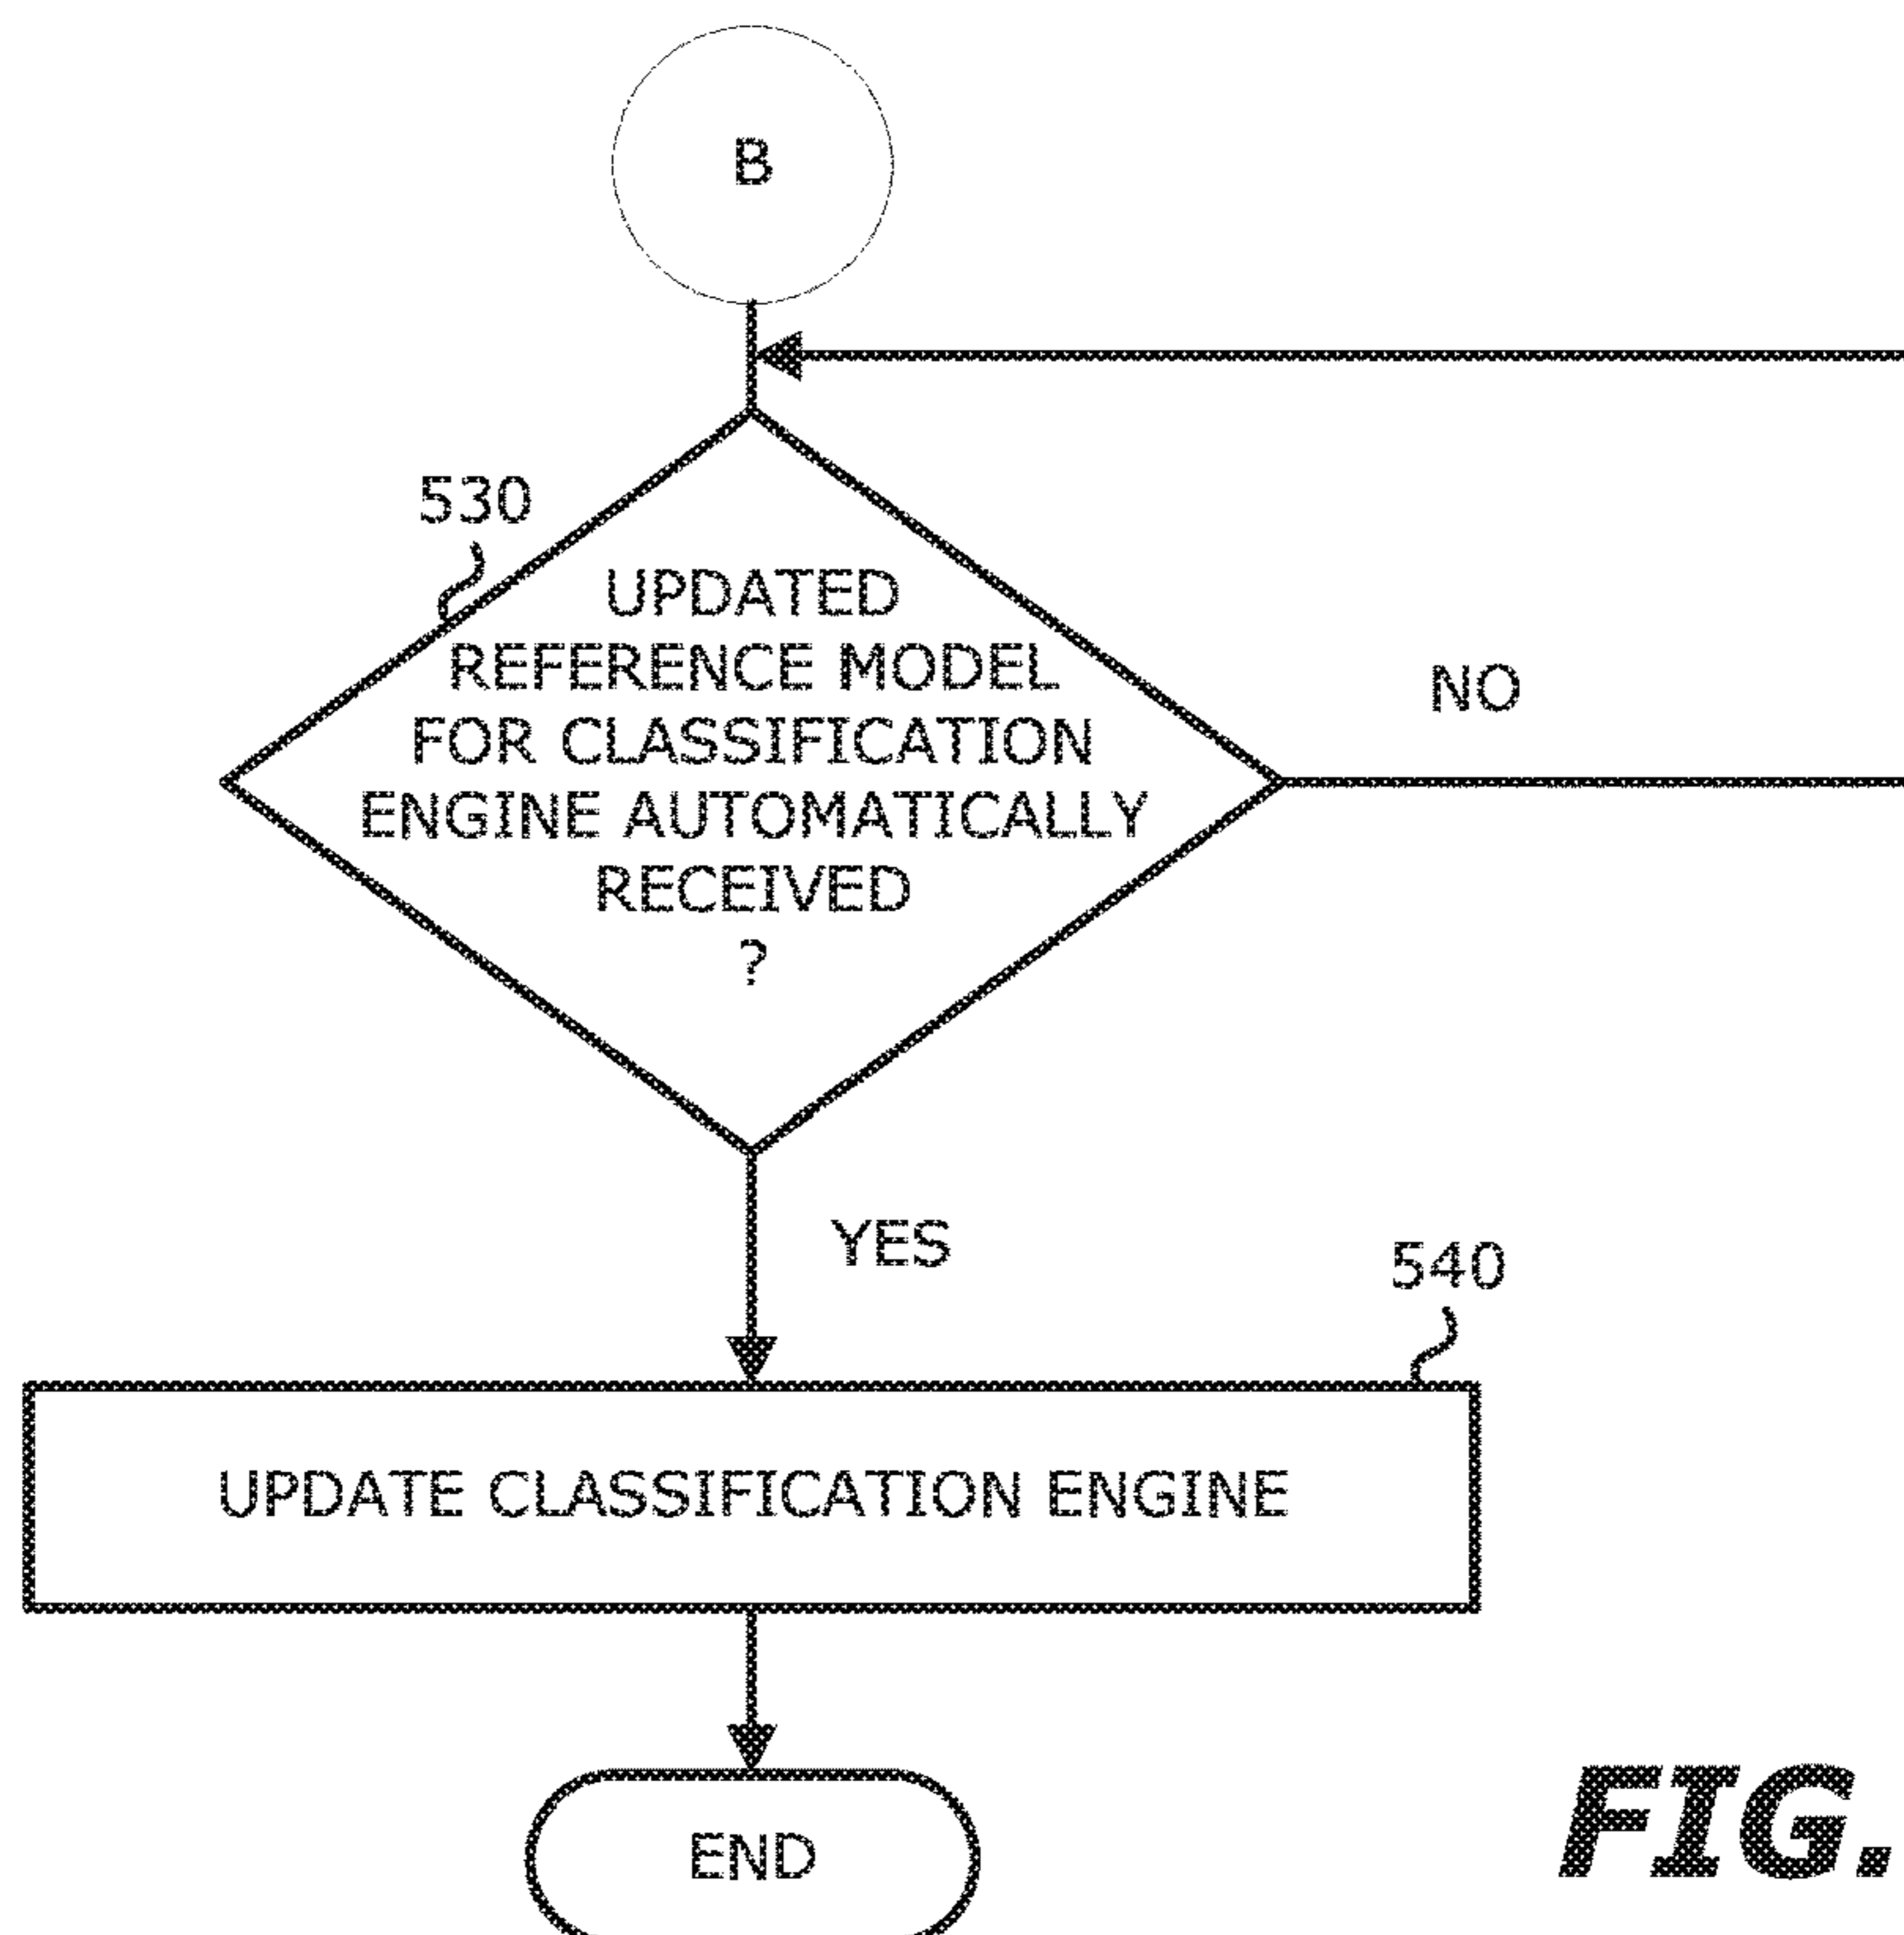 B
530
UPDATED
REFERENCE MODEL
FOR CLASSIFICATION
ENGINE AUTOMATICALLY
RECEIVED
?
NO
YES
540
UPDATE CLASSIFICATION ENGINE
END
FIG.